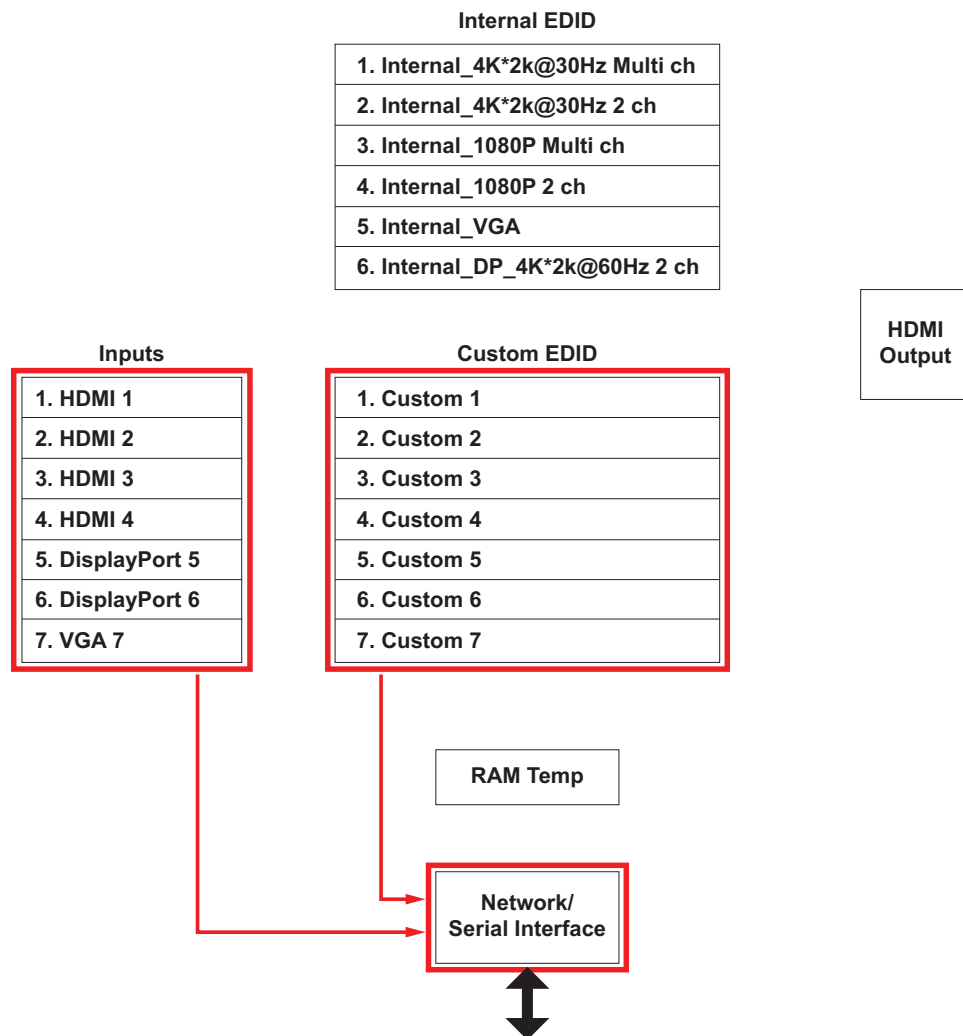 Internal EDID
1. Internal_4K*2k@30Hz Multi ch
2. Internal_4K*2k@30Hz 2 ch
3. Internal_1080P Multi ch
4. Internal_1080P 2 ch
5. Internal_VGA
6. Internal_DP_4K*2k@60Hz 2 ch
HDMI
Output
Inputs
1. HDMI 1
2. HDMI 2
3. HDMI 3
4. HDMI 4
5. DisplayPort 5
6. DisplayPort 6
7. VGA 7
Custom EDID
1. Custom 1
2. Custom 2
3. Custom 3
4. Custom 4
5. Custom 5
6. Custom 6
7. Custom 7
RAM Temp
Network/
Serial Interface